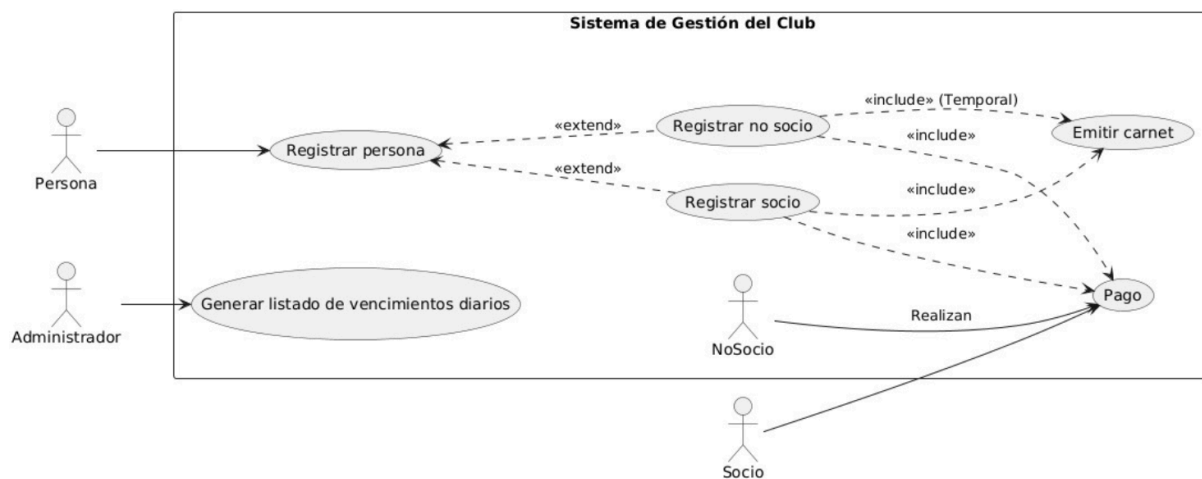 Sistema de Gestión del Club
«include» (Temporal)
«extend»
Registrar no socio
«include»
Emitir carnet
Registrar persona
«extend»
Persona
«include»
Registrar socio
«include»
Generar listado de vencimientos diarios
Pago
Realizan
Administrador
NoSocio
Socio